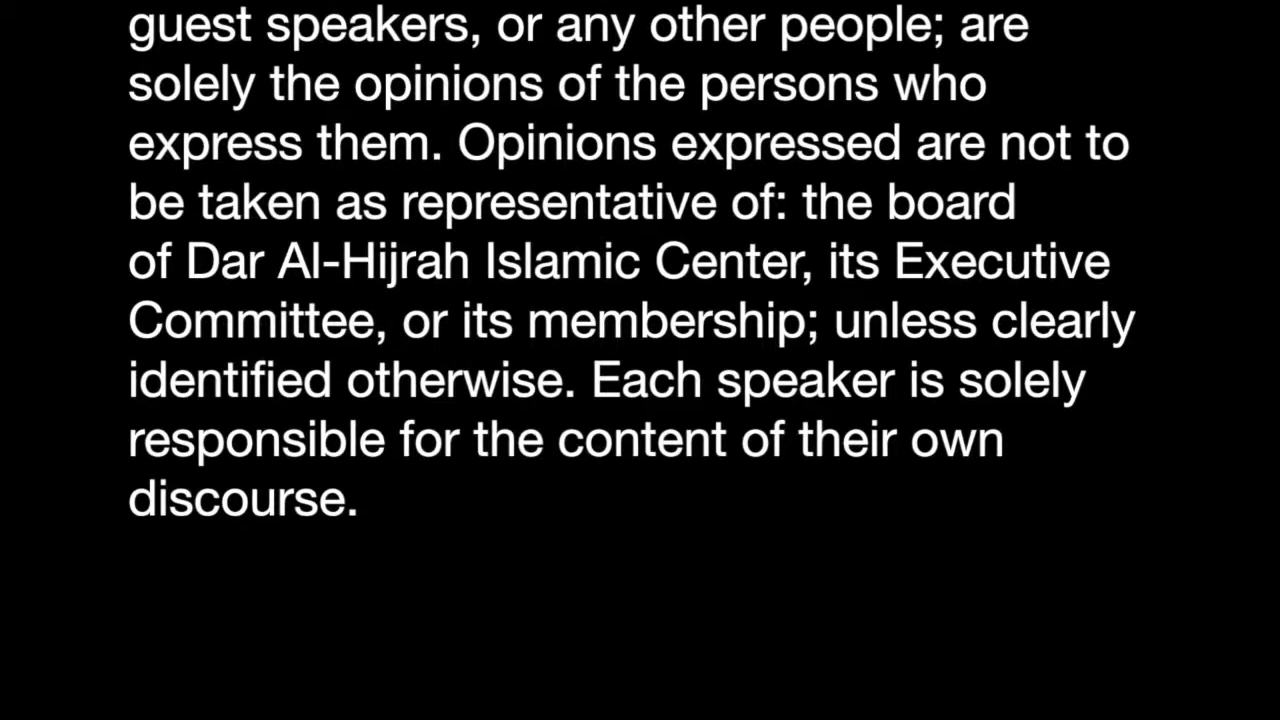 guest speakers, or any other people; are
solely the opinions of the persons who
express them. Opinions expressed are not to
be taken as representative of: the board
of Dar Al-Hijrah Islamic Center, its Executive
Committee, or its membership; unless clearly
identified otherwise. Each speaker is solely
responsible for the content of their own
discourse.